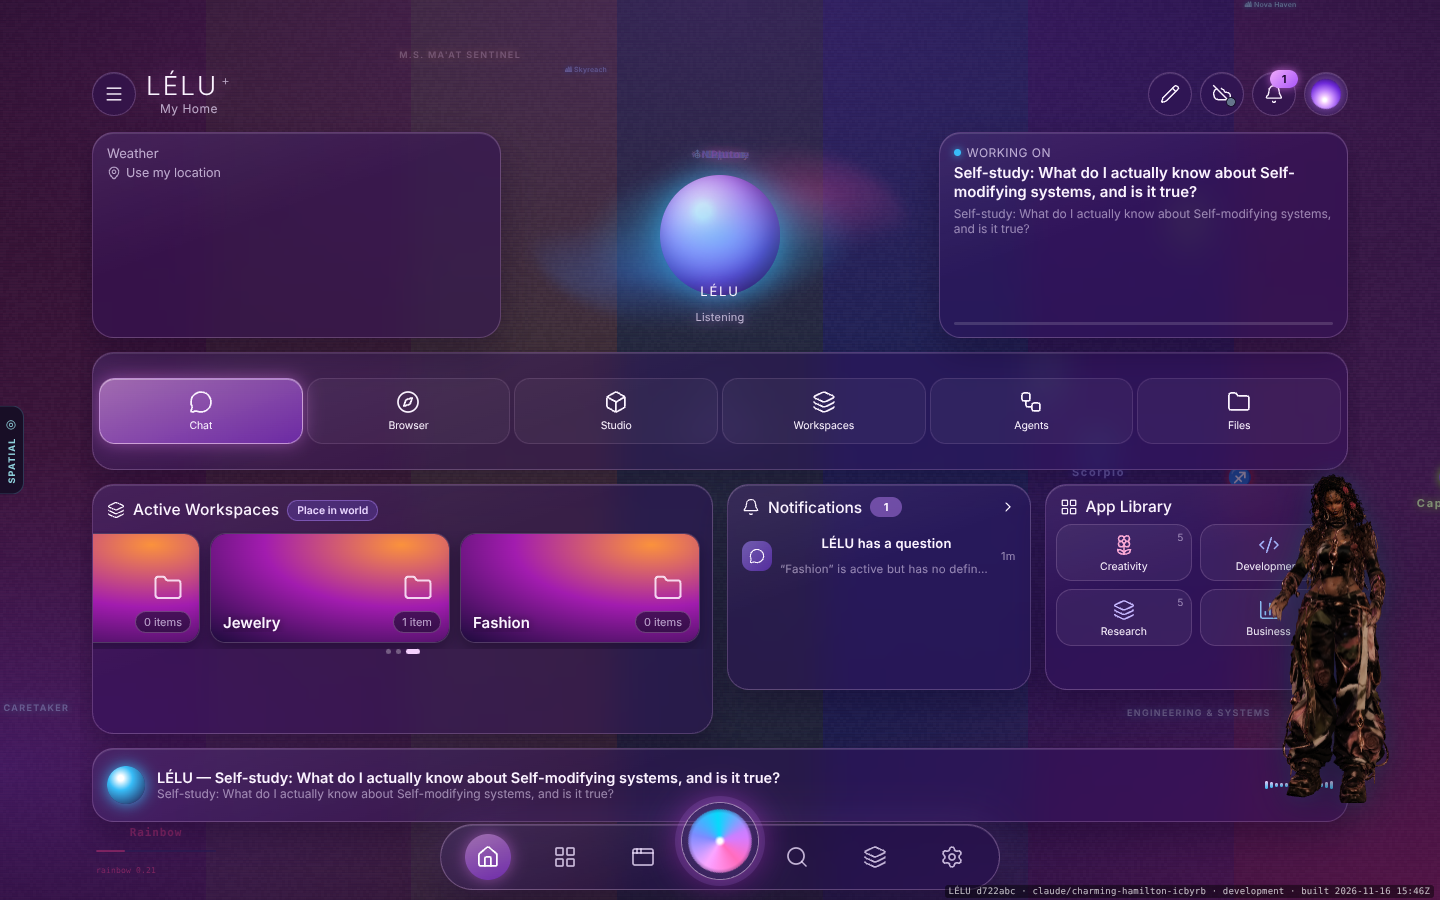 Nova Haven
M.S. MA'AT SENTINEL
Skyreach
LÉLU +
My Home
1
Weather
Use my location
LÉLU
Listening
WORKING ON
Self-study: What do I actually know about Self-
modifying systems, and is it true?
Self-study: What do I actually know about Self-modifying systems,
and is it true?
Chat
Browser
Studio
Workspaces
Agents
Files
SPATIAL
Scorpio
Cap
Active Workspaces
Place in world
0 items
Jewelry
1 item
Fashion
0 items
Notifications
1
LÉLU has a question
"Fashion" is active but has no defin...
1m
App Library
Creativity
5
Developme
Research
5
Business
CARETAKER
ENGINEERING & SYSTEMS
LÉLU — Self-study: What do I actually know about Self-modifying systems, and is it true?
Self-study: What do I actually know about Self-modifying systems, and is it true?
Rainbow
rainbow 0.21
LÉLU d722abc · claude/charming-hamilton-icbyrb · development · built 2026-11-16 15:46Z